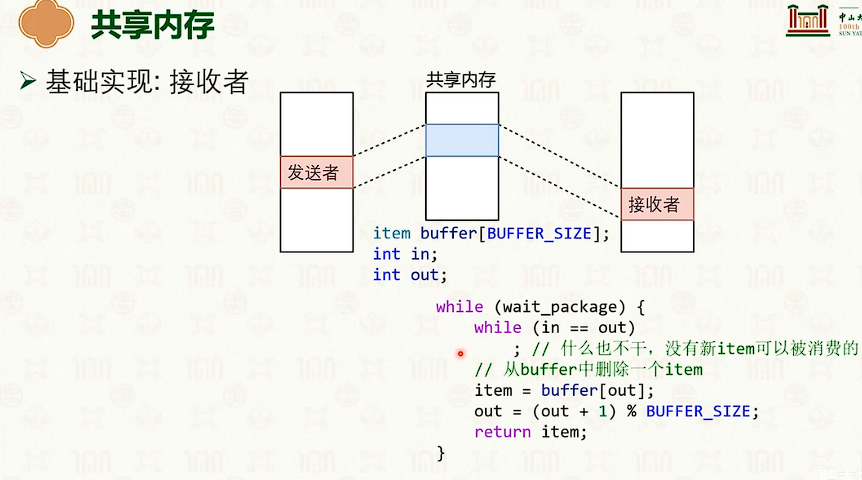 共享内存
100th
SUN YAT
➢ 基础实现: 接收者
共享内存
发送者
接收者
item buffer[BUFFER_SIZE];
int in;
int out;
while (wait_package) {
while (in == out)
; // 什么也不干，没有新item可以被消费的
// 从buffer中删除一个item
item = buffer[out];
out = (out + 1) % BUFFER_SIZE;
return item;
}